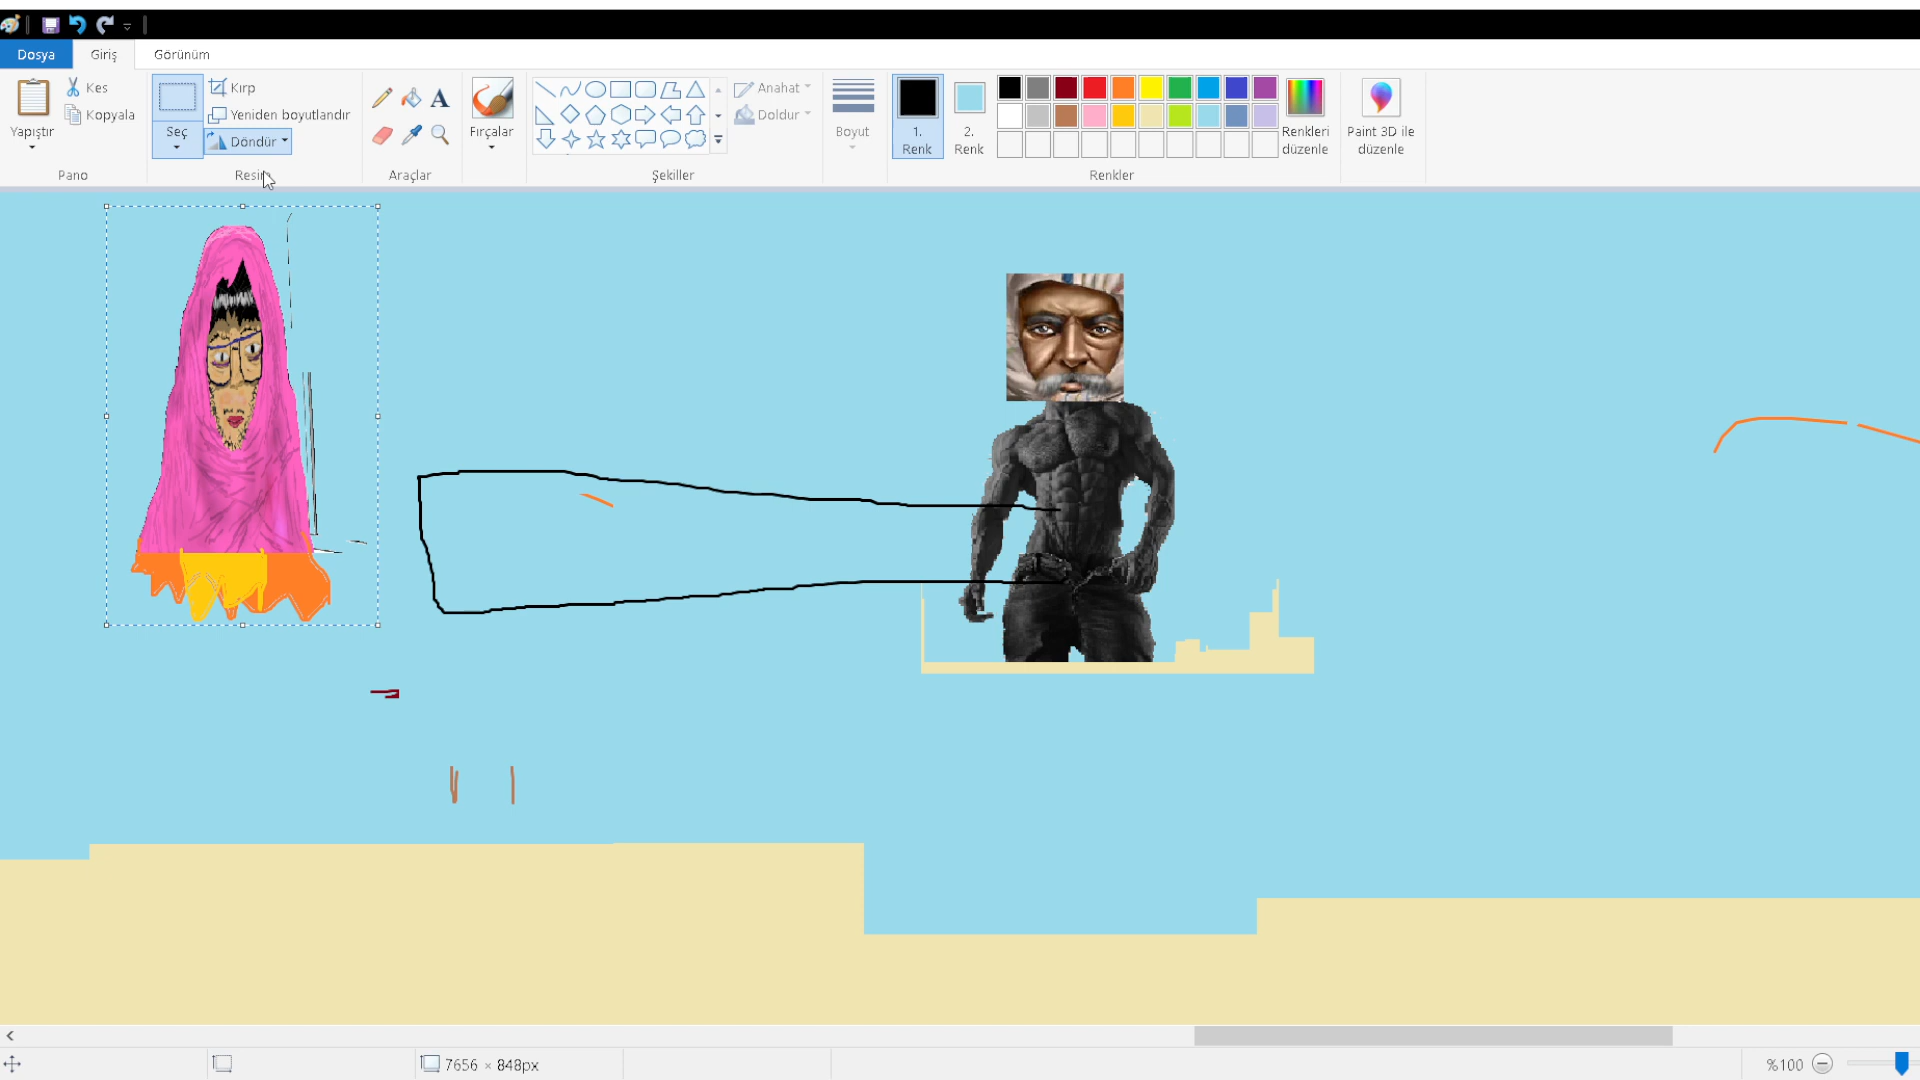 Dosya Giriş Görünüm
Yapıştır
Kes
Kopyala
Pano
Seç
Kırp
Yeniden boyutlandır
Döndür
Resim
A
Araçlar
Fırçalar
Şekiller
Anahat
Doldur
Boyut
1.
Renk
2.
Renk
Renkleri
düzenle
Paint 3D ile
düzenle
Renkler
7656 × 848px
%100